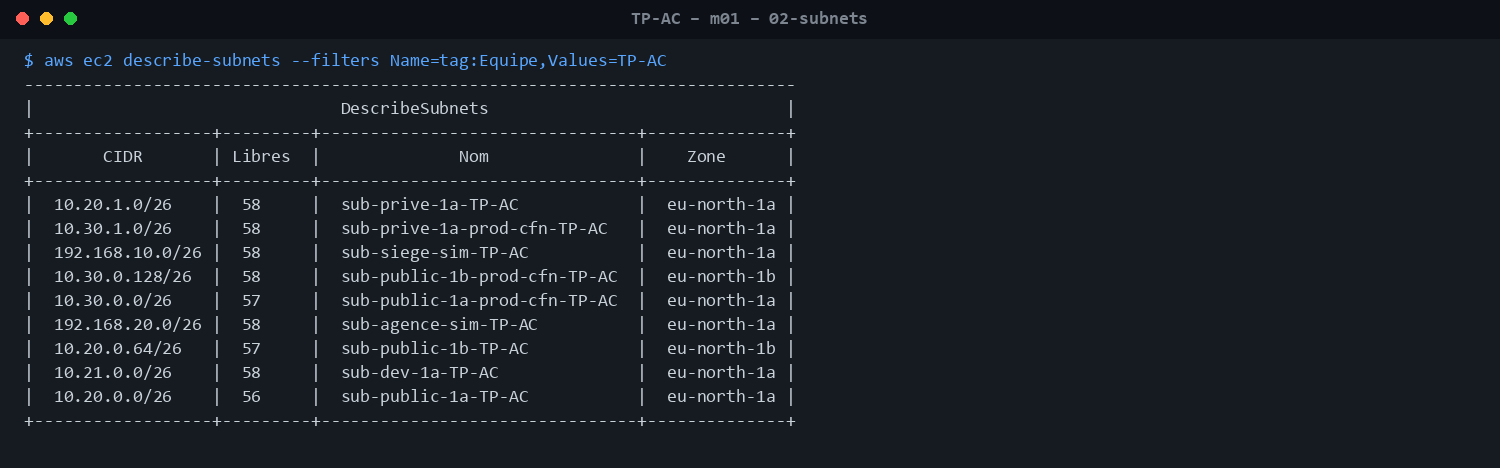 TP-AC – m01 – 02-subnets
$ aws ec2 describe-subnets --filters Name=tag:Equipe,Values=TP-AC
------------------------------------------------------------------------------
|                               DescribeSubnets                              |
+------------------+---------+--------------------------------+--------------+
|       CIDR       | Libres  |              Nom               |    Zone      |
+------------------+---------+--------------------------------+--------------+
|  10.20.1.0/26    |  58     |  sub-prive-1a-TP-AC            |  eu-north-1a |
|  10.30.1.0/26    |  58     |  sub-prive-1a-prod-cfn-TP-AC   |  eu-north-1a |
|  192.168.10.0/26 |  58     |  sub-siege-sim-TP-AC           |  eu-north-1a |
|  10.30.0.128/26  |  58     |  sub-public-1b-prod-cfn-TP-AC  |  eu-north-1b |
|  10.30.0.0/26    |  57     |  sub-public-1a-prod-cfn-TP-AC  |  eu-north-1a |
|  192.168.20.0/26 |  58     |  sub-agence-sim-TP-AC          |  eu-north-1a |
|  10.20.0.64/26   |  57     |  sub-public-1b-TP-AC           |  eu-north-1b |
|  10.21.0.0/26    |  58     |  sub-dev-1a-TP-AC              |  eu-north-1a |
|  10.20.0.0/26    |  56     |  sub-public-1a-TP-AC           |  eu-north-1a |
+------------------+---------+--------------------------------+--------------+